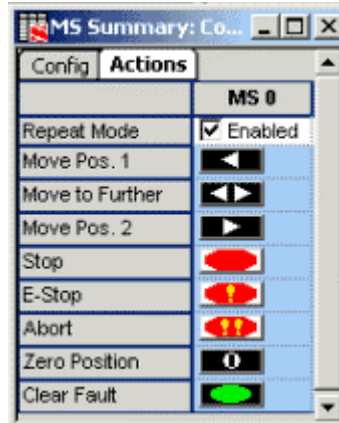 MS Summary: Co...
Config Actions
MS 0
Repeat Mode Enabled
Move Pos. 1
Move to Further
Move Pos. 2
Stop
E-Stop !
Abort !!
Zero Position 0
Clear Fault